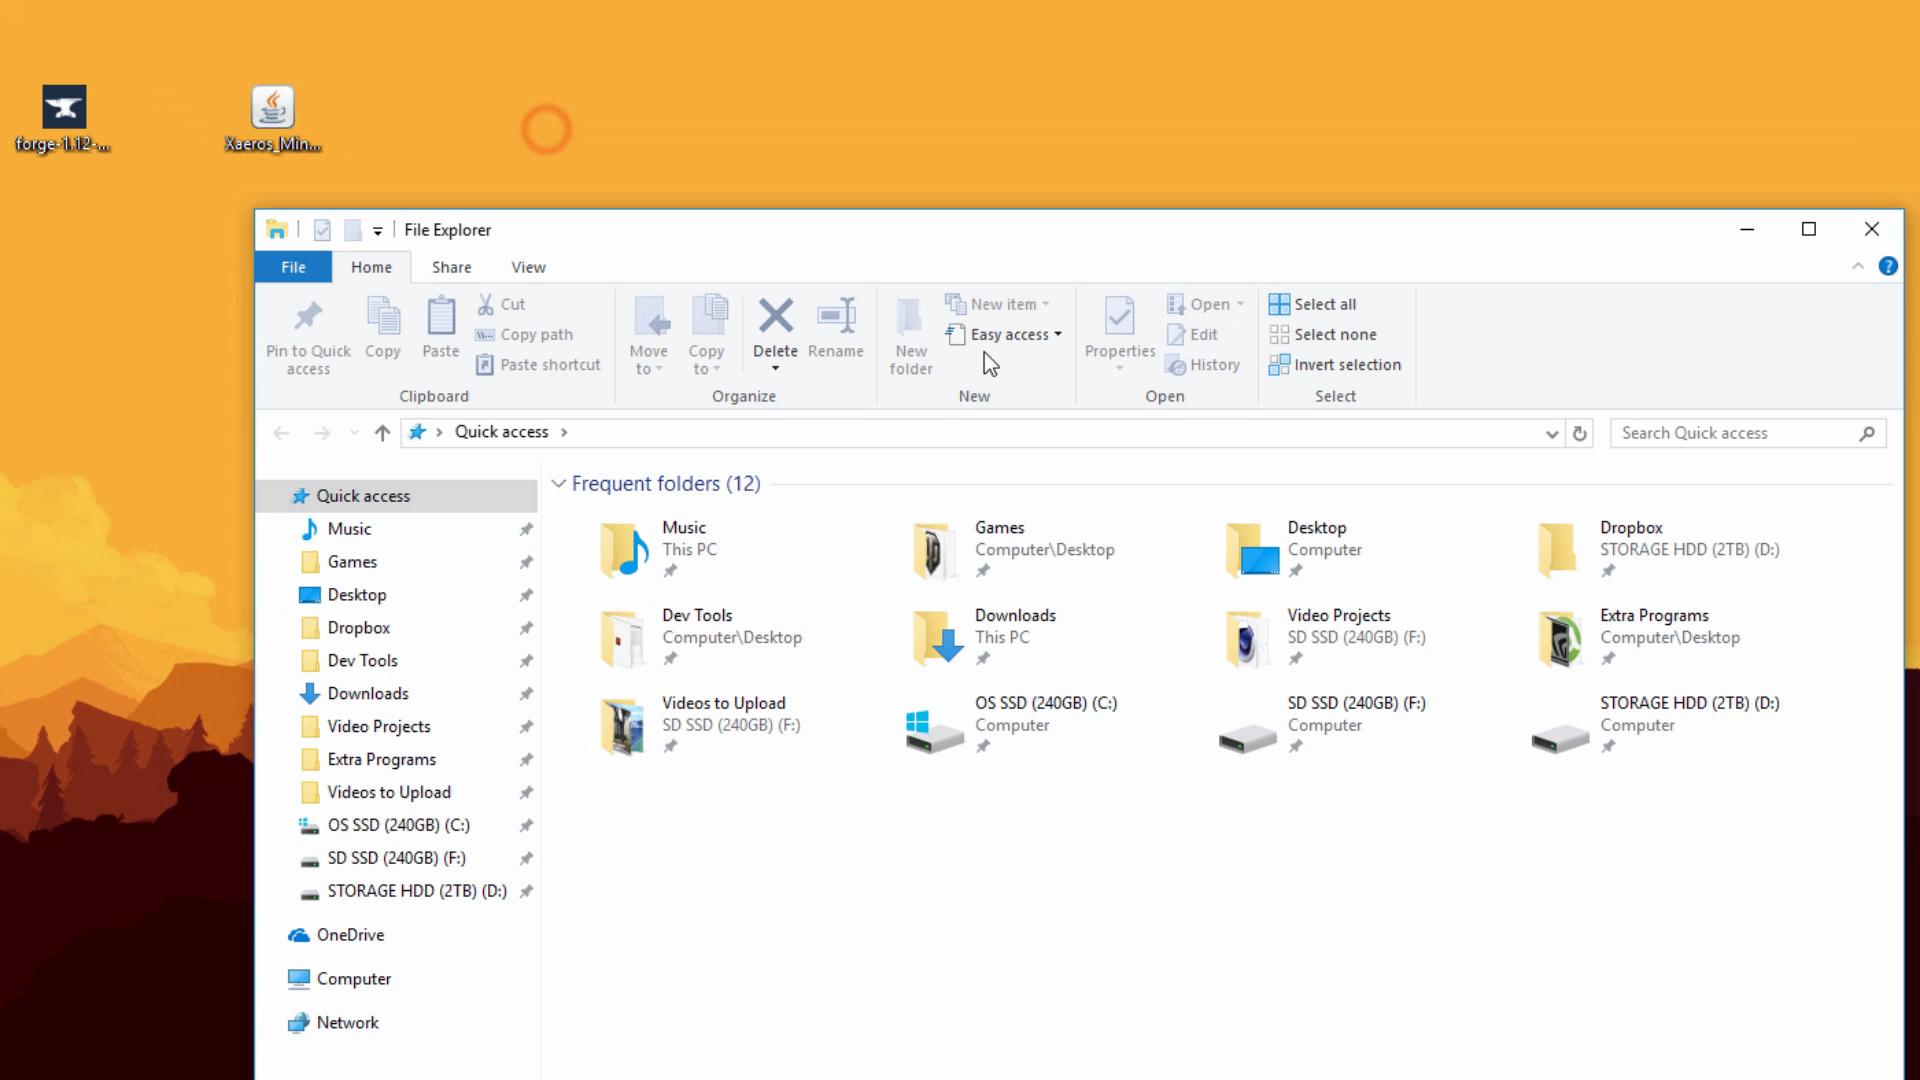 forge-1.12-...
Xaeros_Min...
File Explorer
File
Home
Share
View
Pin to Quick
access
Copy
Paste
Cut
Copy path
Paste shortcut
Clipboard
Move
to
Copy
to
Delete
Rename
Organize
New
folder
New item
Easy access
New
Properties
Open
Edit
History
Open
Select all
Select none
Invert selection
Select
Quick access
Search Quick access
Quick access
Music
Games
Desktop
Dropbox
Dev Tools
Downloads
Video Projects
Extra Programs
Videos to Upload
OS SSD (240GB) (C:)
SD SSD (240GB) (F:)
STORAGE HDD (2TB) (D:)
OneDrive
Computer
Network
Frequent folders (12)
Music
This PC
Games
Computer\Desktop
Desktop
Computer
Dropbox
STORAGE HDD (2TB) (D:)
Dev Tools
Computer\Desktop
Downloads
This PC
Video Projects
SD SSD (240GB) (F:)
Extra Programs
Computer\Desktop
Videos to Upload
SD SSD (240GB) (F:)
OS SSD (240GB) (C:)
Computer
SD SSD (240GB) (F:)
Computer
STORAGE HDD (2TB) (D:)
Computer